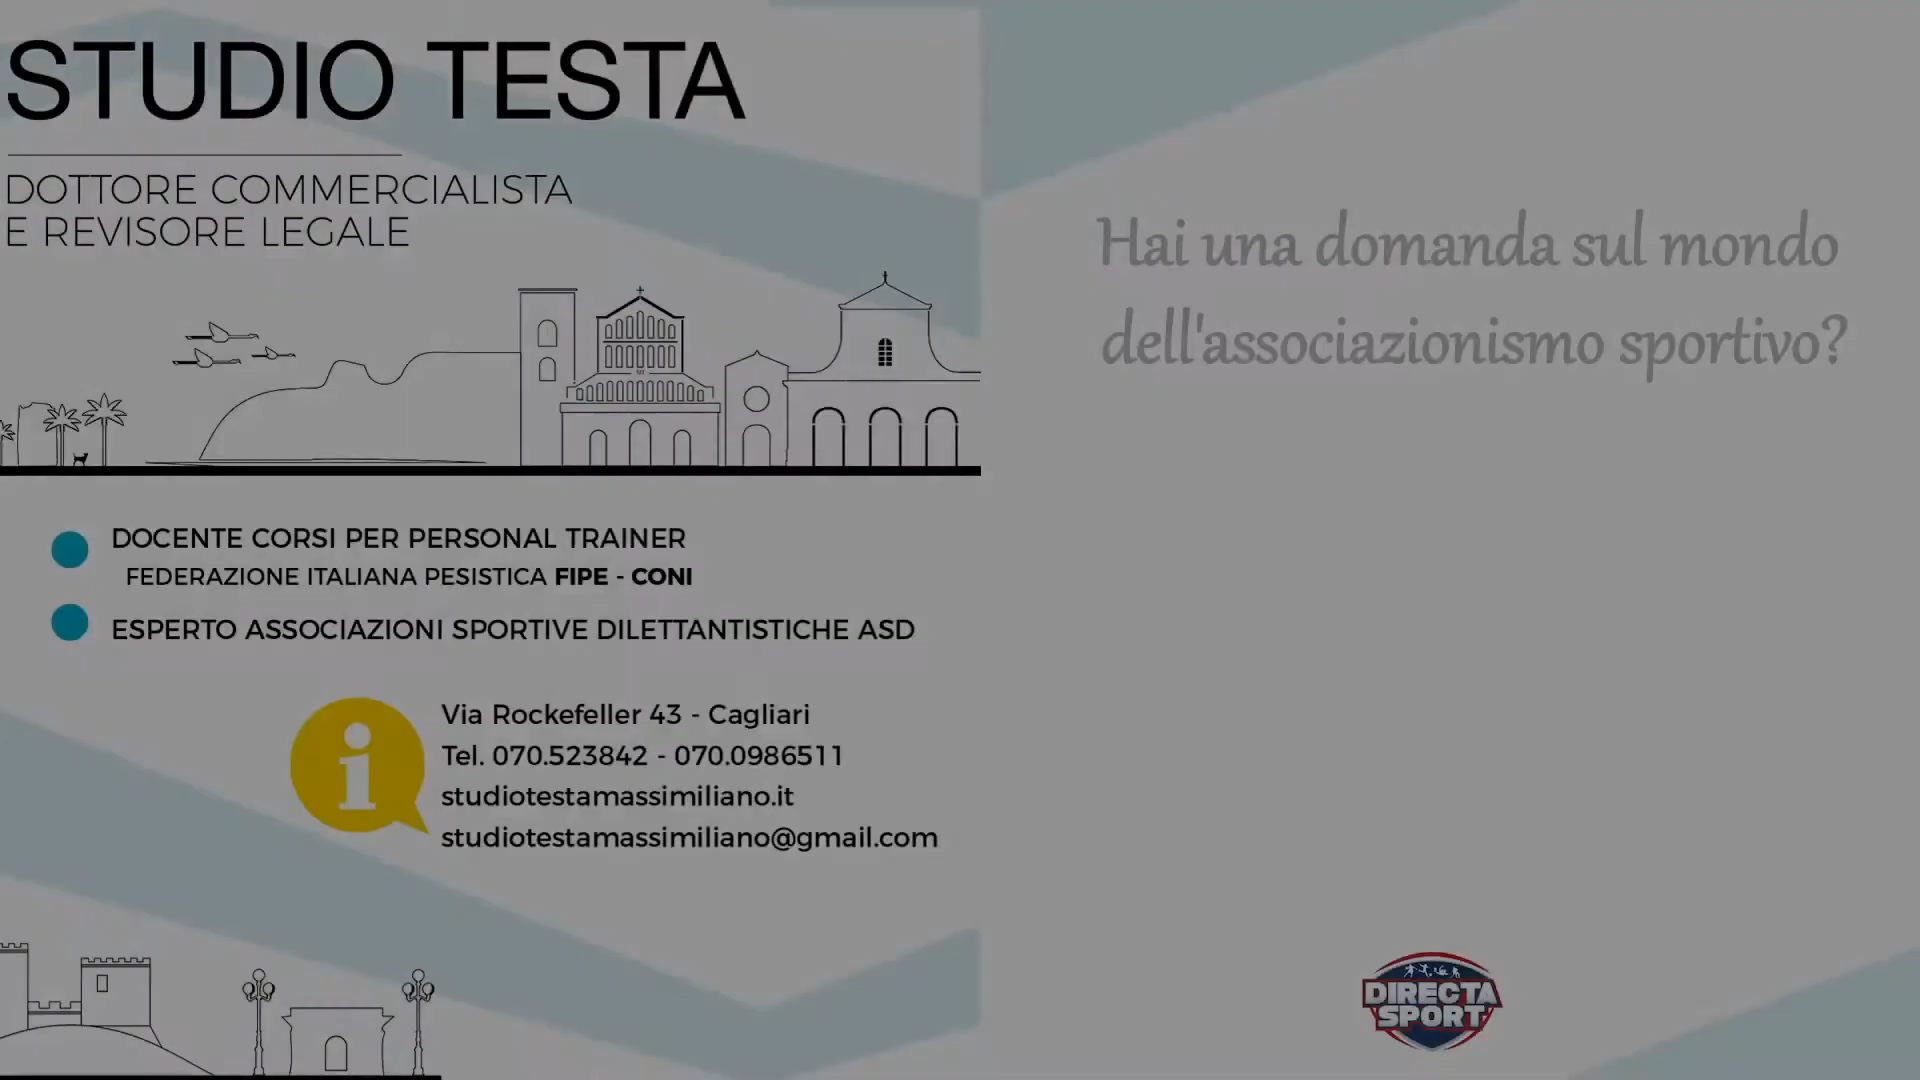 STUDIO TESTA
DOTTORE COMMERCIALISTA
E REVISORE LEGALE
DOCENTE CORSI PER PERSONAL TRAINER
FEDERAZIONE ITALIANA PESISTICA FIPE - CONI
ESPERTO ASSOCIAZIONI SPORTIVE DILETTANTISTICHE ASD
Via Rockefeller 43 - Cagliari
Tel. 070.523842 - 070.0986511
studiotestamassimiliano.it
studiotestamassimiliano@gmail.com
Hai una domanda sul mondo
dell'associazionismo sportivo?
DIRECTA
SPORT